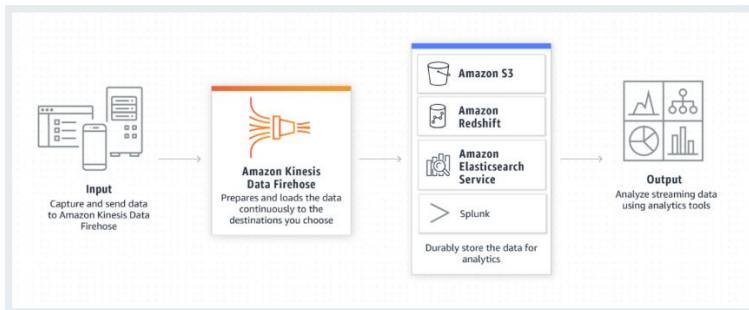 Input
Capture and send data
to Amazon Kinesis Data
Firehose
Amazon Kinesis
Data Firehose
Prepares and loads the data
continuously to the
destinations you choose
Amazon S3
Amazon
Redshift
Amazon
Elasticsearch
Service
Splunk
Durably store the data for
analytics
Output
Analyze streaming data
using analytics tools